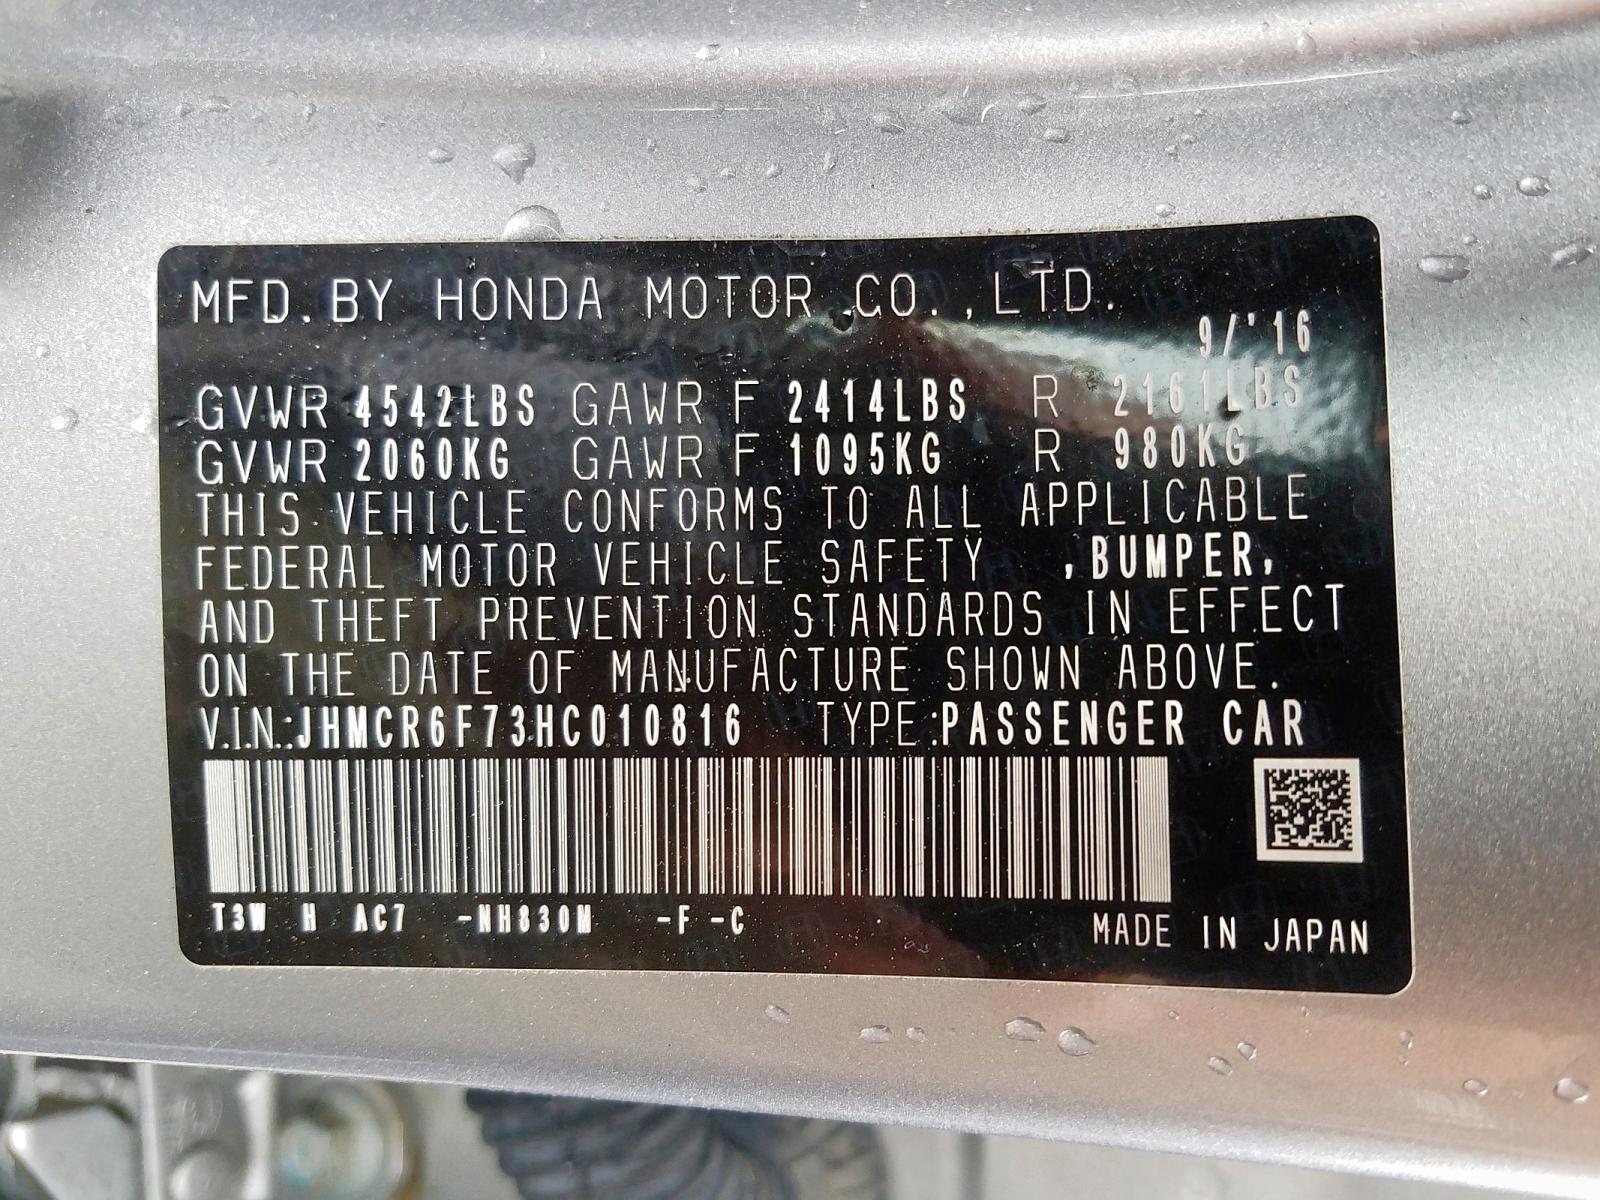 MFD. BY HONDA MOTOR CO., LTD.
9/'16
GVWR 4542LBS GAWR F 2414LBS R 2161LBS
GVWR 2060KG GAWR F 1095KG R 980KG
THIS VEHICLE CONFORMS TO ALL APPLICABLE
FEDERAL MOTOR VEHICLE SAFETY ,BUMPER,
AND THEFT PREVENTION STANDARDS IN EFFECT
ON THE DATE OF MANUFACTURE SHOWN ABOVE.
V.I.N.:JHMCR6F73HC010816 TYPE:PASSENGER CAR
T3W H AC7 -NH830M -F -C
MADE IN JAPAN